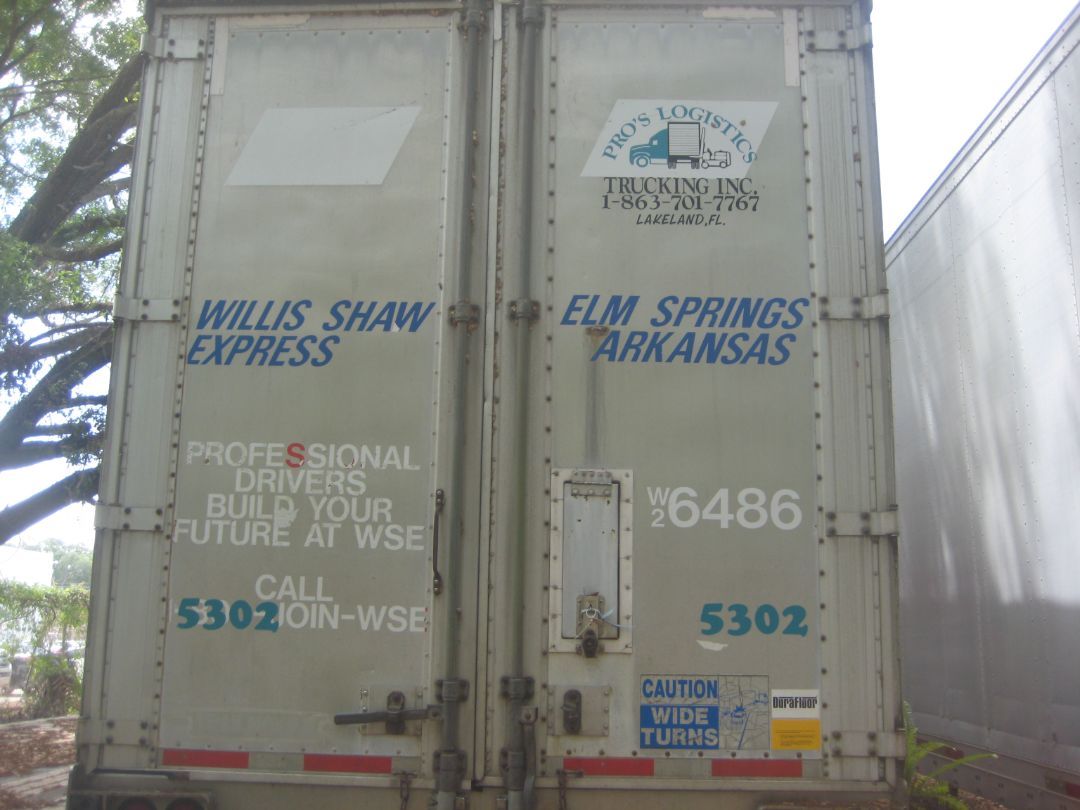 PRO'S LOGISTICS
TRUCKING INC.
1-863-701-7767
LAKELAND, FL.
WILLIS SHAW
EXPRESS
ELM SPRINGS
ARKANSAS
PROFESSIONAL
DRIVERS
BUILD YOUR
FUTURE AT WSE
CALL
JOIN-WSE
5302
W2 6486
5302
CAUTION
WIDE
TURNS
DuraFloor